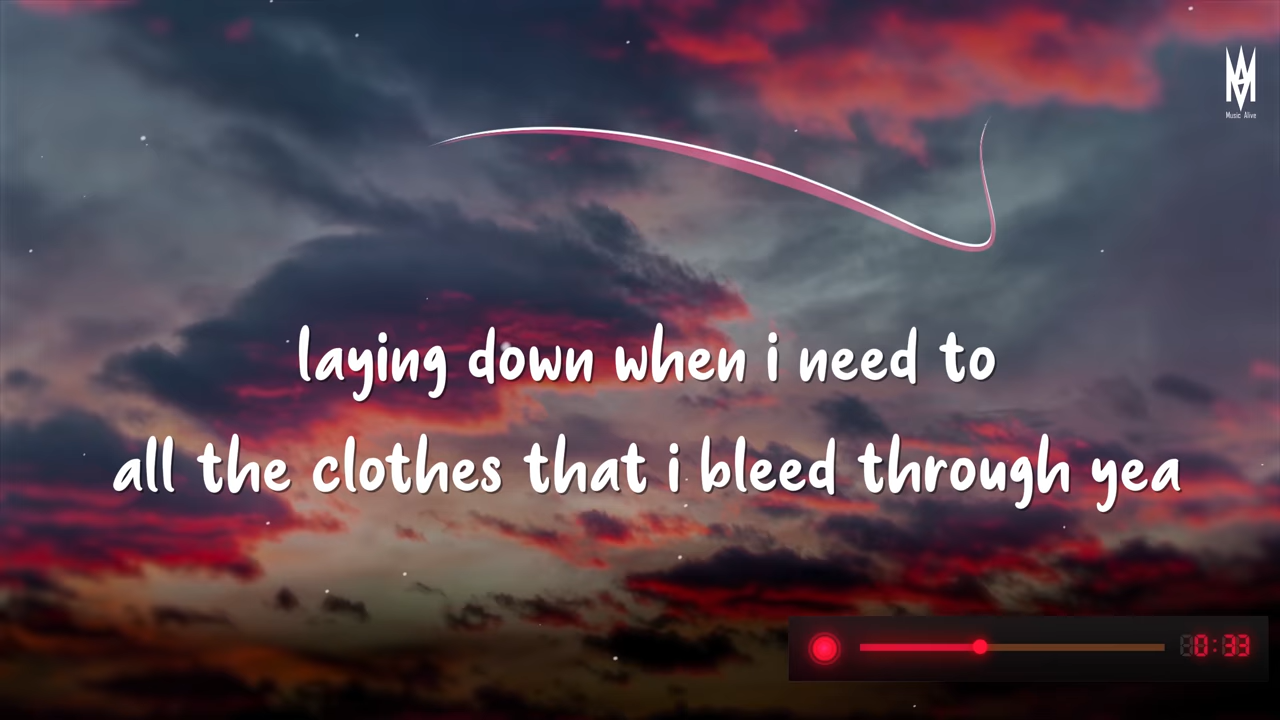 Music Alive
laying down when i need to
all the clothes that i bleed through yea
0:33